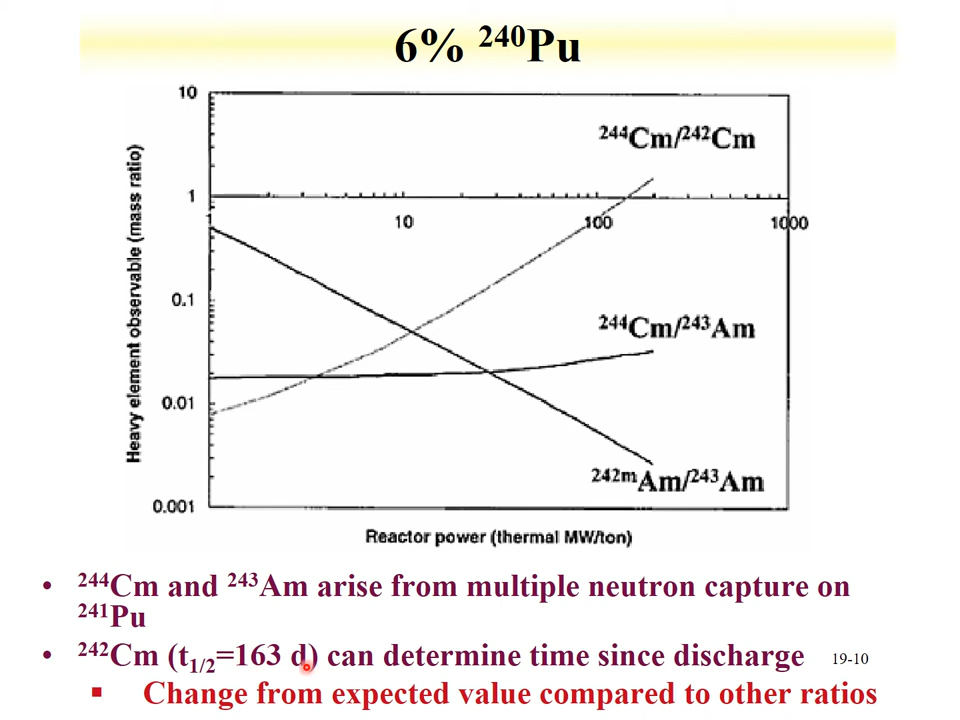 6% ²⁴⁰Pu
10
²⁴⁴Cm/²⁴²Cm
1
1 10 100 1000
Heavy element observable (mass ratio)
0.1
²⁴⁴Cm/²⁴³Am
0.01
²⁴²ᵐAm/²⁴³Am
0.001
Reactor power (thermal MW/ton)
• ²⁴⁴Cm and ²⁴³Am arise from multiple neutron capture on
²⁴¹Pu
• ²⁴²Cm (t₁/₂=163 d) can determine time since discharge
19-10
▪ Change from expected value compared to other ratios